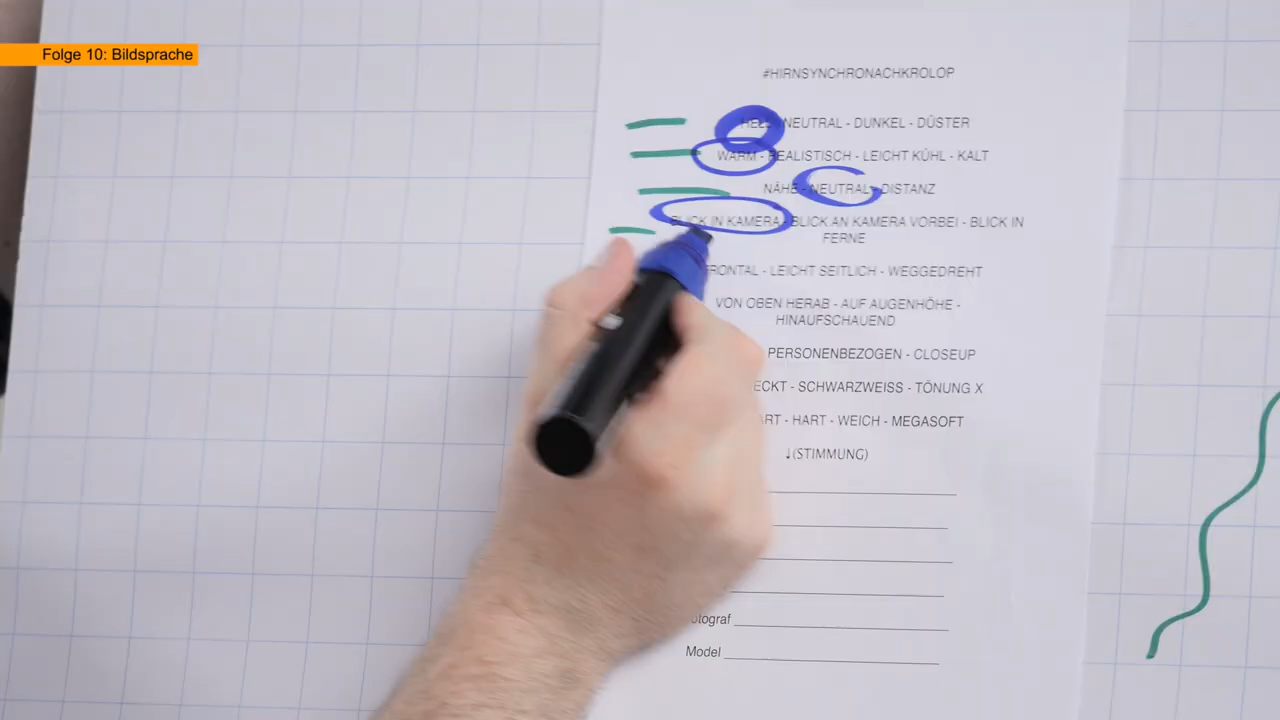 Folge 10: Bildsprache
#HIRNSYNCHRONACHKROLOP
HELL - NEUTRAL - DUNKEL - DÜSTER
WARM - REALISTISCH - LEICHT KÜHL - KALT
NÄHE - NEUTRAL - DISTANZ
BLICK IN KAMERA - BLICK AN KAMERA VORBEI - BLICK IN
FERNE
FRONTAL - LEICHT SEITLICH - WEGGEDREHT
VON OBEN HERAB - AUF AUGENHÖHE -
HINAUFSCHAUEND
PERSONENBEZOGEN - CLOSEUP
- SCHWARZWEISS - TÖNUNG X
- HART - WEICH - MEGASOFT
↓(STIMMUNG)
Model